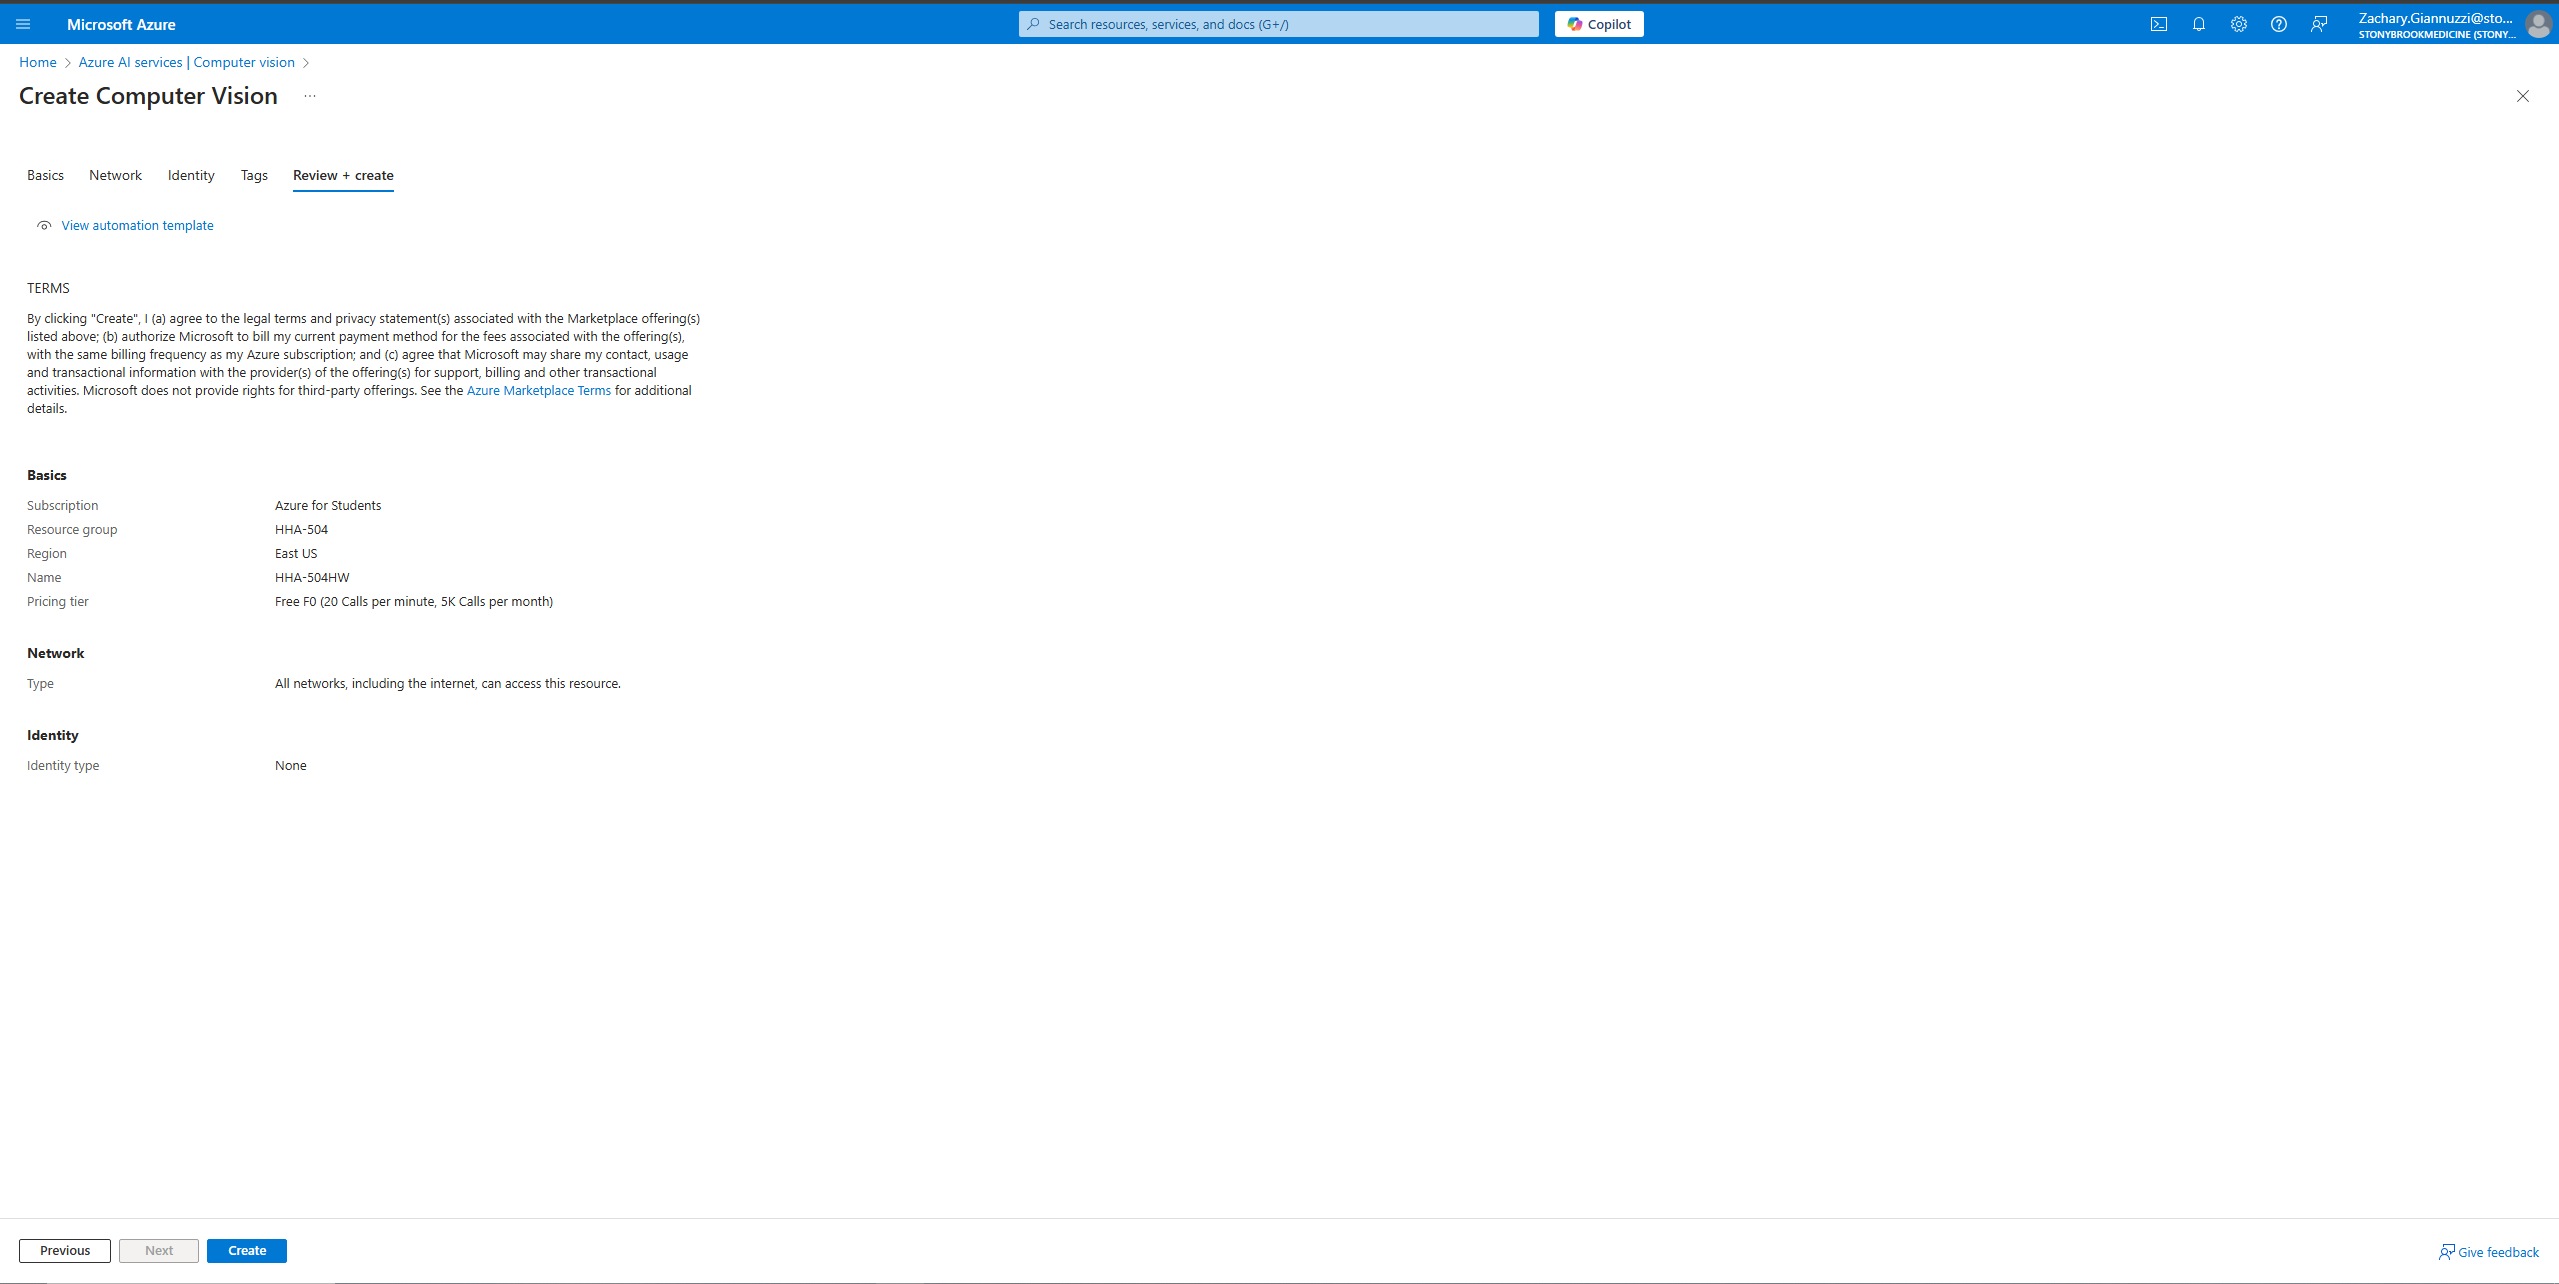 Microsoft Azure
Search resources, services, and docs (G+/)
Copilot
Zachary.Giannuzzi@sto...
STONYBROOKMEDICINE (STONY...
Home > Azure AI services | Computer vision >
Create Computer Vision ...
Basics Network Identity Tags Review + create
View automation template
TERMS
By clicking "Create", I (a) agree to the legal terms and privacy statement(s) associated with the Marketplace offering(s)
listed above; (b) authorize Microsoft to bill my current payment method for the fees associated with the offering(s),
with the same billing frequency as my Azure subscription; and (c) agree that Microsoft may share my contact, usage
and transactional information with the provider(s) of the offering(s) for support, billing and other transactional
activities. Microsoft does not provide rights for third-party offerings. See the Azure Marketplace Terms for additional
details.
Basics
Subscription Azure for Students
Resource group HHA-504
Region East US
Name HHA-504HW
Pricing tier Free F0 (20 Calls per minute, 5K Calls per month)
Network
Type All networks, including the internet, can access this resource.
Identity
Identity type None
Previous Next Create Give feedback